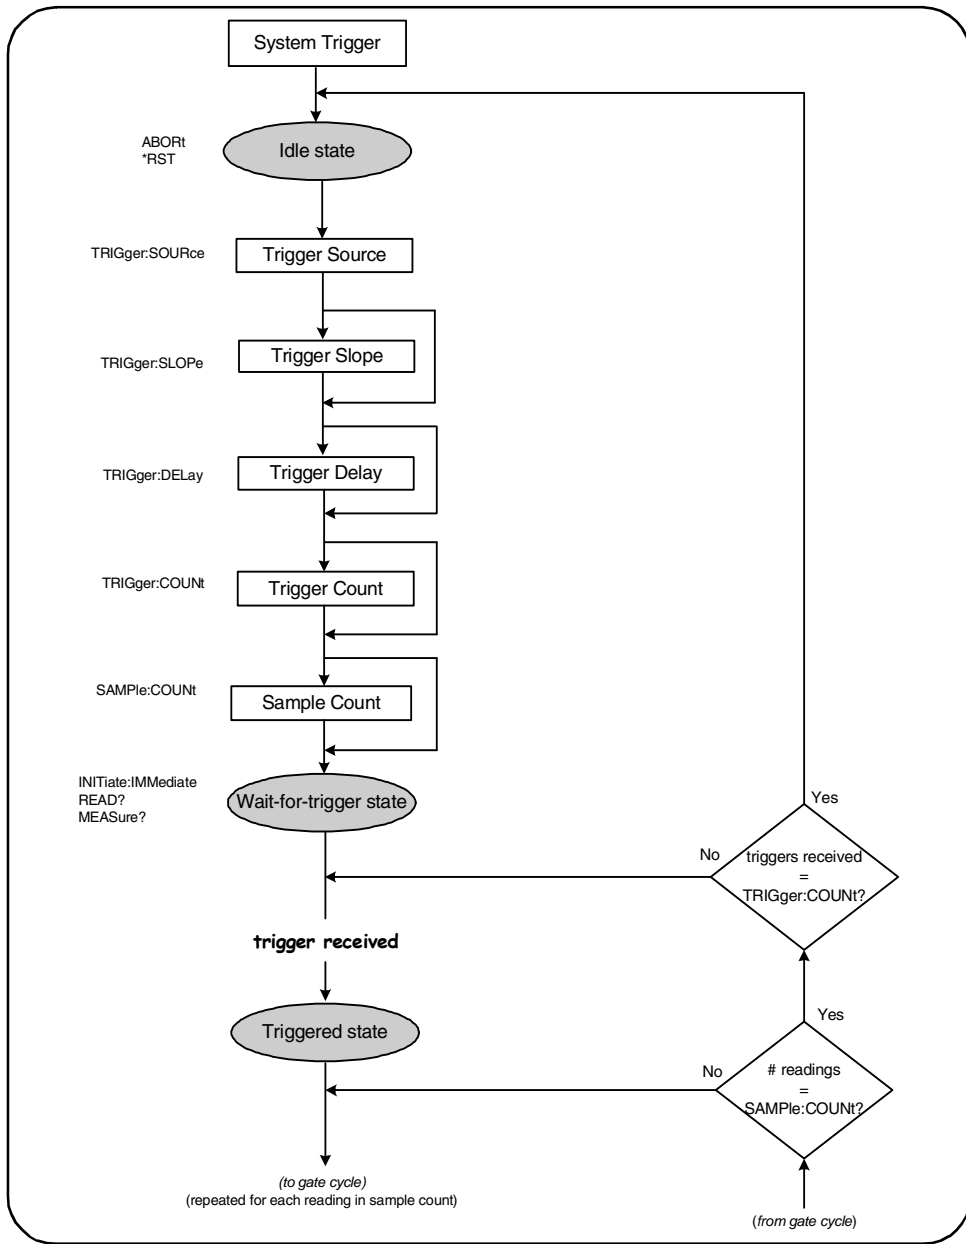 System Trigger
ABORt
*RST
Idle state
TRIGger:SOURce
Trigger Source
TRIGger:SLOPe
Trigger Slope
TRIGger:DELay
Trigger Delay
TRIGger:COUNt
Trigger Count
SAMPle:COUNt
Sample Count
INITiate:IMMediate
READ?
MEASure?
Wait-for-trigger state
Yes
No
triggers received
=
TRIGger:COUNt?
trigger received
Triggered state
Yes
No
# readings
=
SAMPle:COUNt?
(to gate cycle)
(repeated for each reading in sample count)
(from gate cycle)